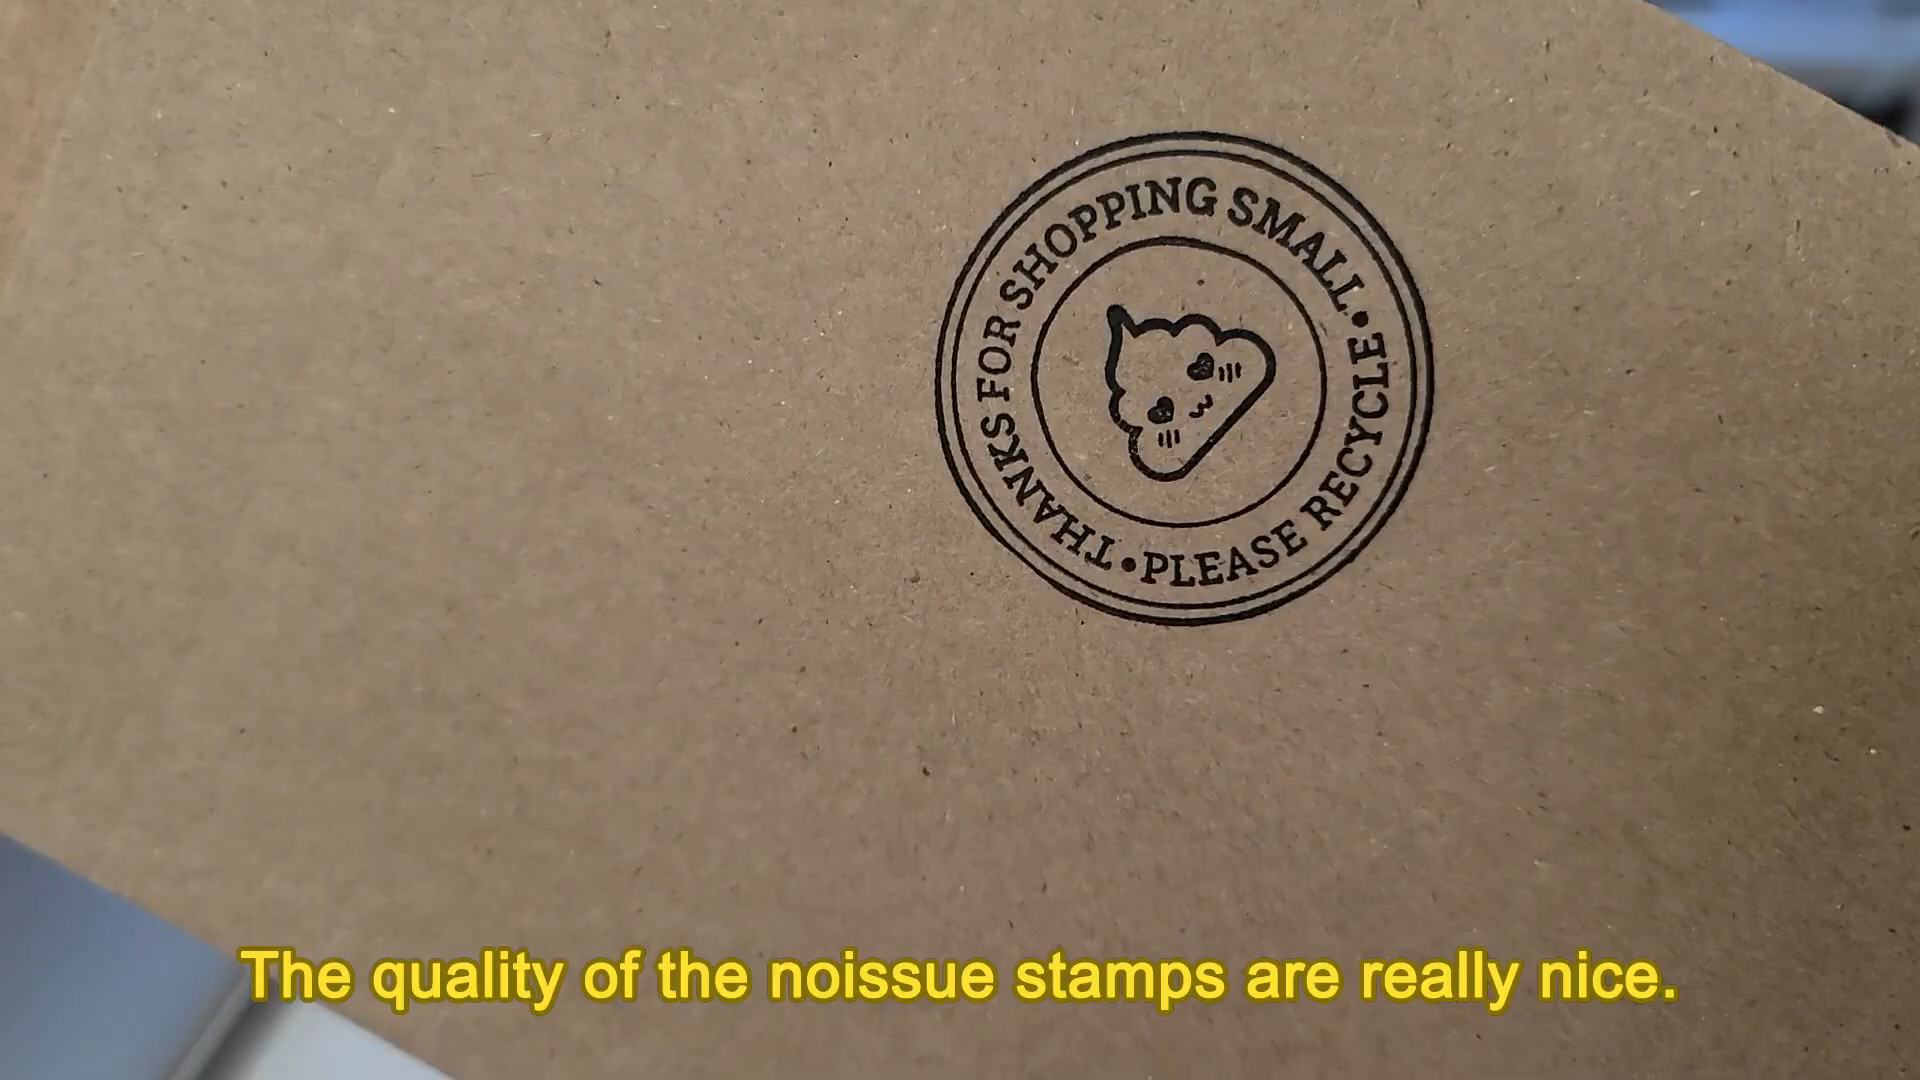 THANKS FOR SHOPPING SMALL • PLEASE RECYCLE •
The quality of the noissue stamps are really nice.